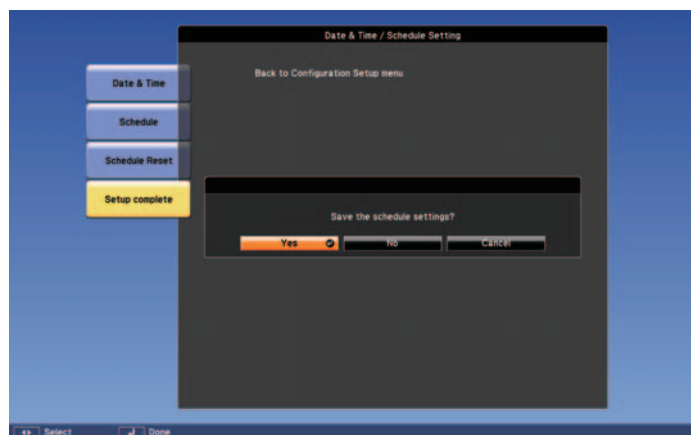 Date & Time / Schedule Setting
Back to Configuration Setup menu
Date & Time
Schedule
Schedule Reset
Setup complete
Save the schedule settings?
Yes No Cancel
Select Done